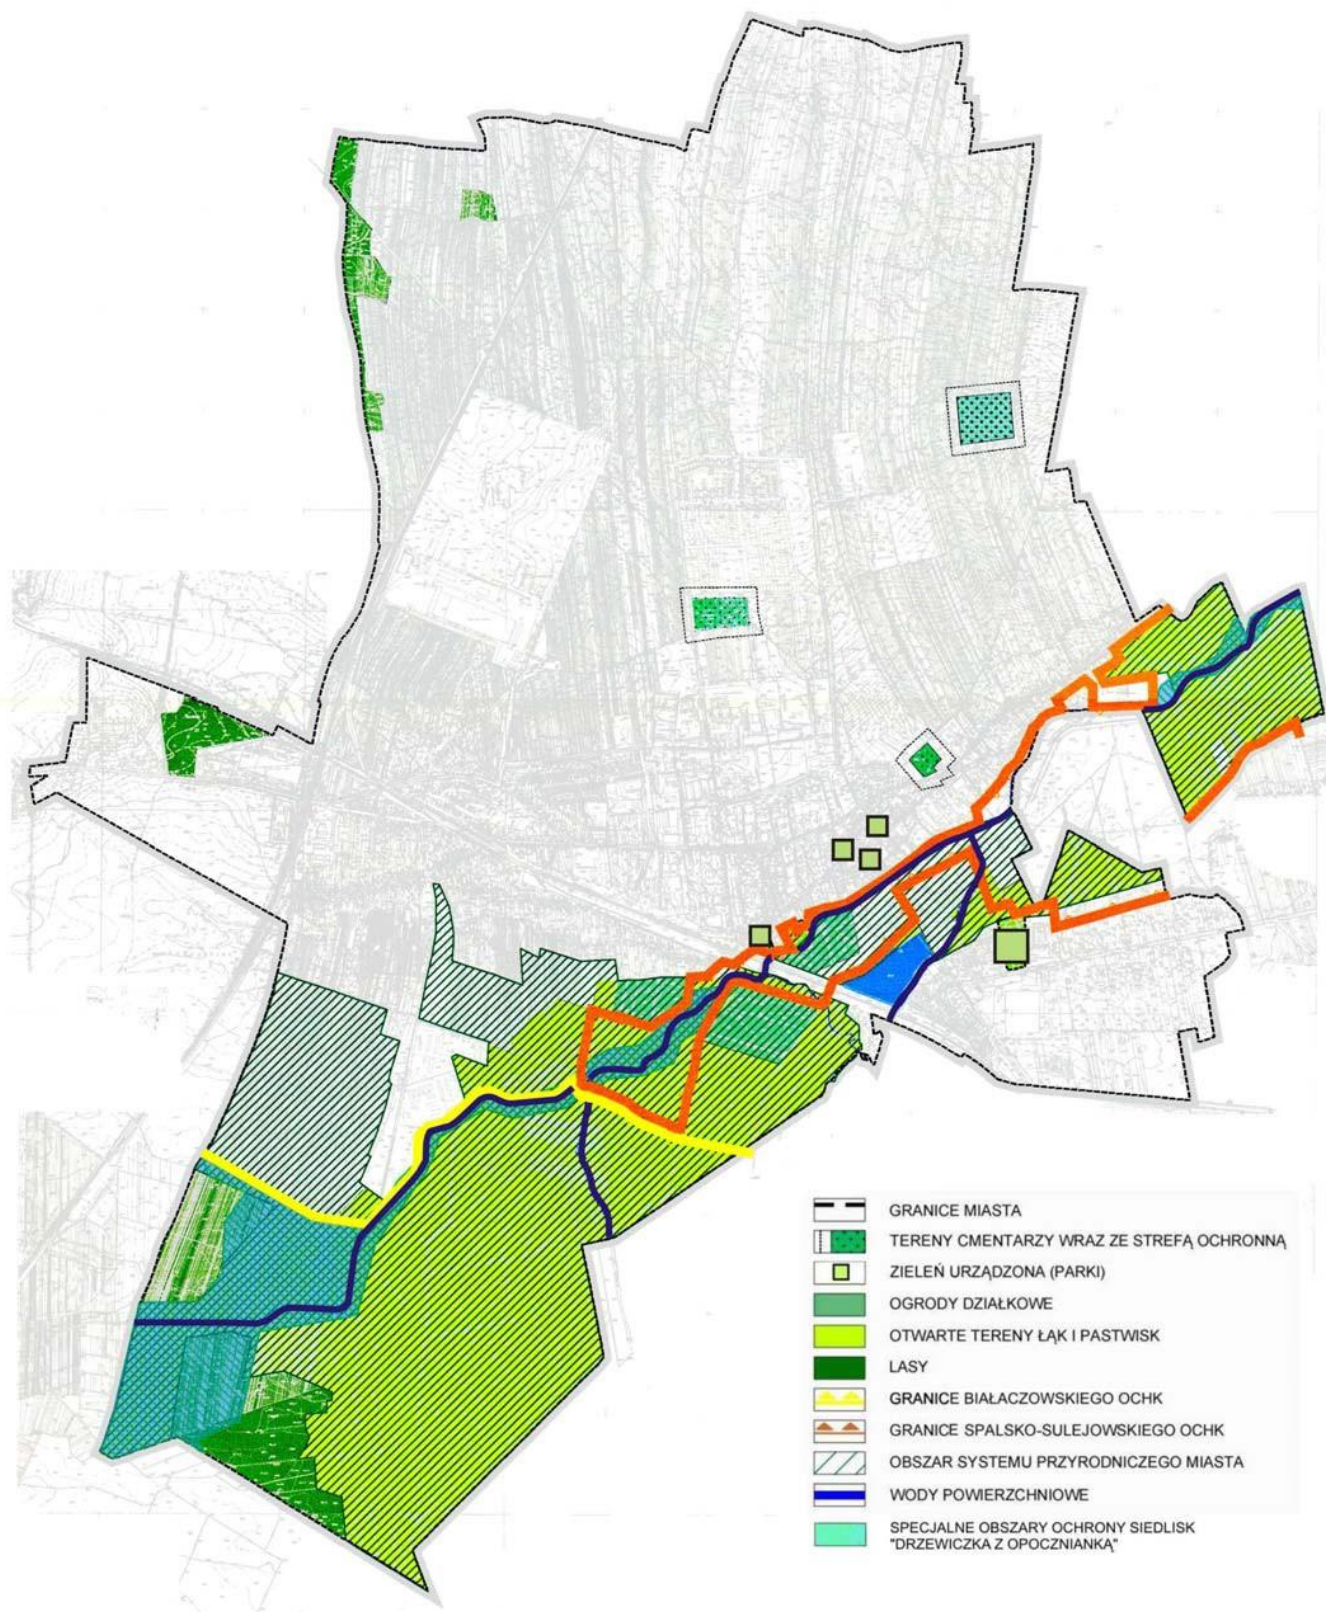 GRANICE MIASTA
TERENY CMENTARZY WRAZ ZE STREFĄ OCHRONNĄ
ZIELEŃ URZĄDZONA (PARKI)
OGRODY DZIAŁKOWE
OTWARTE TERENY ŁĄK I PASTWISK
LASY
GRANICE BIAŁACZOWSKIEGO OCHK
GRANICE SPALSKO-SULEJOWSKIEGO OCHK
OBSZAR SYSTEMU PRZYRODNICZEGO MIASTA
WODY POWIERZCHNIOWE
SPECJALNE OBSZARY OCHRONY SIEDLISK
"DRZEWICZKA Z OPOCZNIANKĄ"